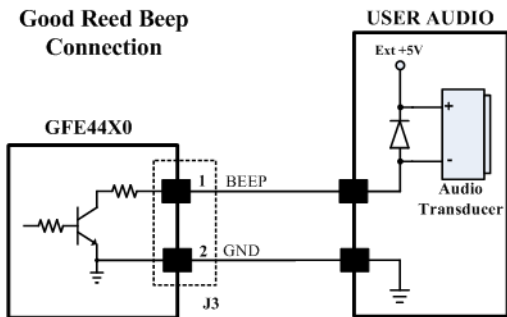 Good Reed Beep
Connection
USER AUDIO
Ext +5V
GFE44X0
+
-
1 BEEP
Audio
Transducer
2 GND
J3